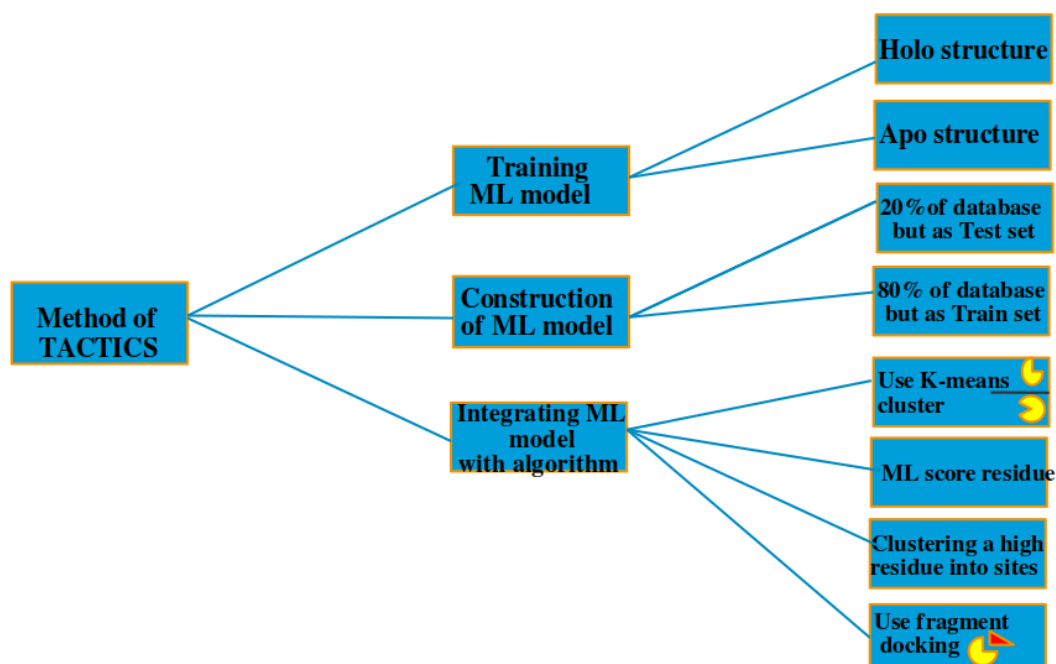 Method of
TACTICS
Training
ML model
Construction
of ML model
Integrating ML
model
with algorithm
Holo structure
Apo structure
20%of database
but as Test set
80% of database
but as Train set
Use K-means
cluster
ML score residue
Clustering a high
residue into sites
Use fragment
docking